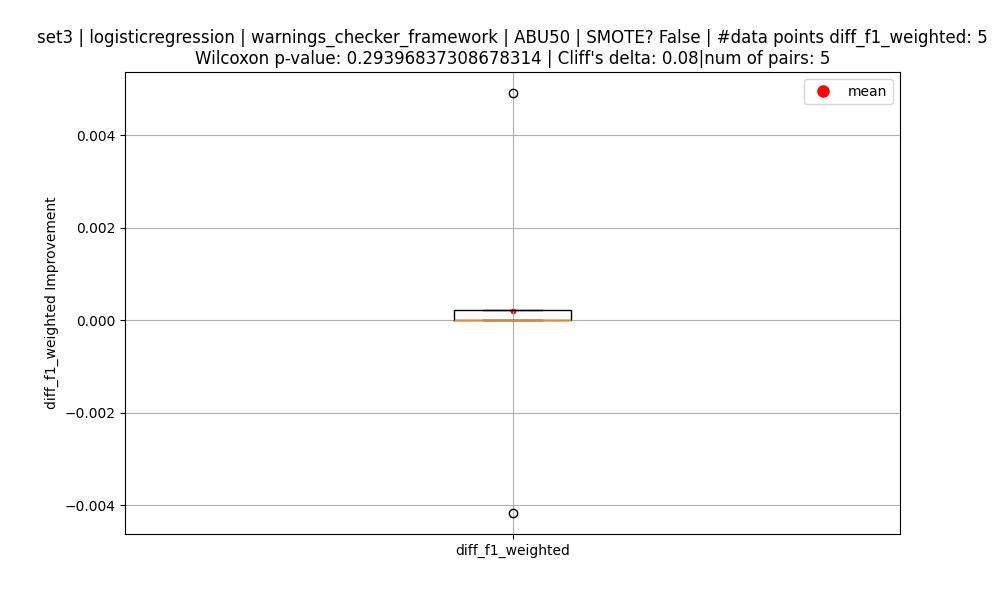 set3 | logisticregression | warnings_checker_framework | ABU50 | SMOTE? False | #data points diff_f1_weighted: 5
Wilcoxon p-value: 0.29396837308678314 | Cliff's delta: 0.08|num of pairs: 5
mean
0.004
0.002
0.000
−0.002
−0.004
diff_f1_weighted Improvement
diff_f1_weighted